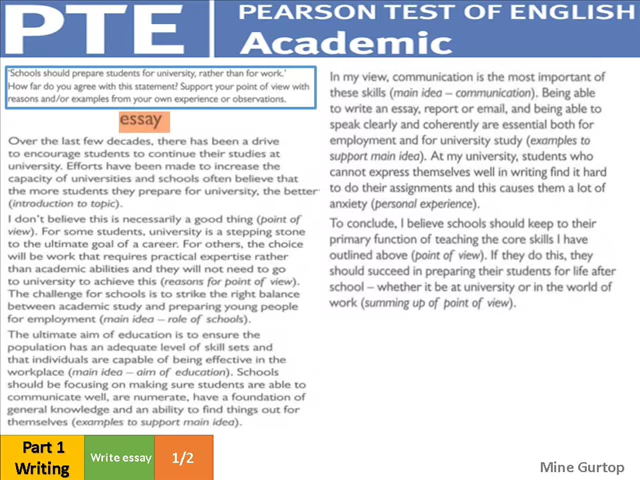 PTE
PEARSON TEST OF ENGLISH
Academic
'Schools should prepare students for university, rather than for work.'
How far do you agree with this statement? Support your point of view with
reasons and/or examples from your own experience or observations.
essay
Over the last few decades, there has been a drive
to encourage students to continue their studies at
university. Efforts have been made to increase the
capacity of universities and schools often believe that
the more students they prepare for university, the better
(introduction to topic).
I don't believe this is necessarily a good thing (point of
view). For some students, university is a stepping stone
to the ultimate goal of a career. For others, the choice
will be work that requires practical expertise rather
than academic abilities and they will not need to go
to university to achieve this (reasons for point of view).
The challenge for schools is to strike the right balance
between academic study and preparing young people
for employment (main idea – role of schools).
The ultimate aim of education is to ensure the
population has an adequate level of skill sets and
that individuals are capable of being effective in the
workplace (main idea – aim of education). Schools
should be focusing on making sure students are able to
communicate well, are numerate, have a foundation of
general knowledge and an ability to find things out for
themselves (examples to support main idea).
In my view, communication is the most important of
these skills (main idea – communication). Being able
to write an essay, report or email, and being able to
speak clearly and coherently are essential both for
employment and for university study (examples to
support main idea). At my university, students who
cannot express themselves well in writing find it hard
to do their assignments and this causes them a lot of
anxiety (personal experience).
To conclude, I believe schools should keep to their
primary function of teaching the core skills I have
outlined above (point of view). If they do this, they
should succeed in preparing their students for life after
school – whether it be at university or in the world of
work (summing up of point of view).
Part 1
Writing
Write essay
1/2
Mine Gurtop